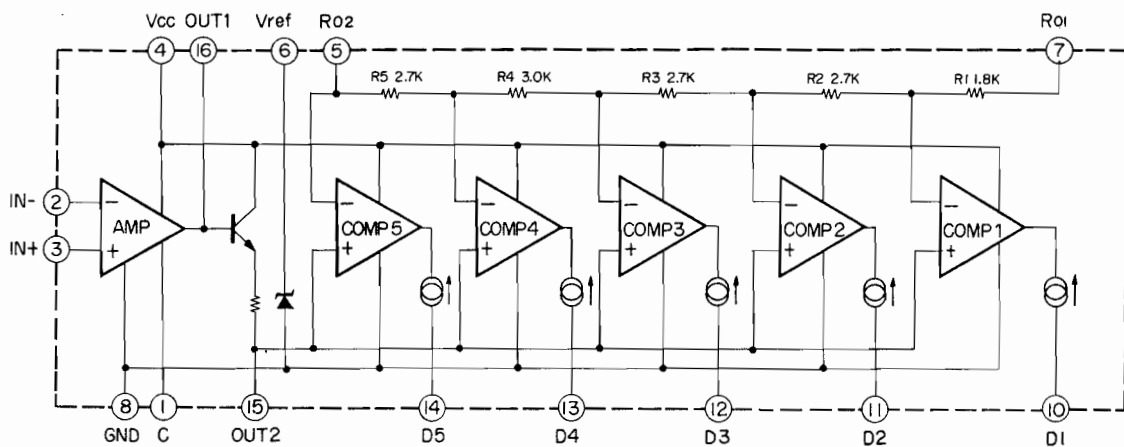 Vcc OUT1 Vref RO2 RO1
4 16 6 5 7
R5 2.7K R4 3.0K R3 2.7K R2 2.7K R1 1.8K
IN- 2 −
AMP
IN+ 3 +
− COMP5 +
− COMP4 +
− COMP3 +
− COMP2 +
− COMP1 +
8 1 15 14 13 12 11 10
GND C OUT2 D5 D4 D3 D2 D1